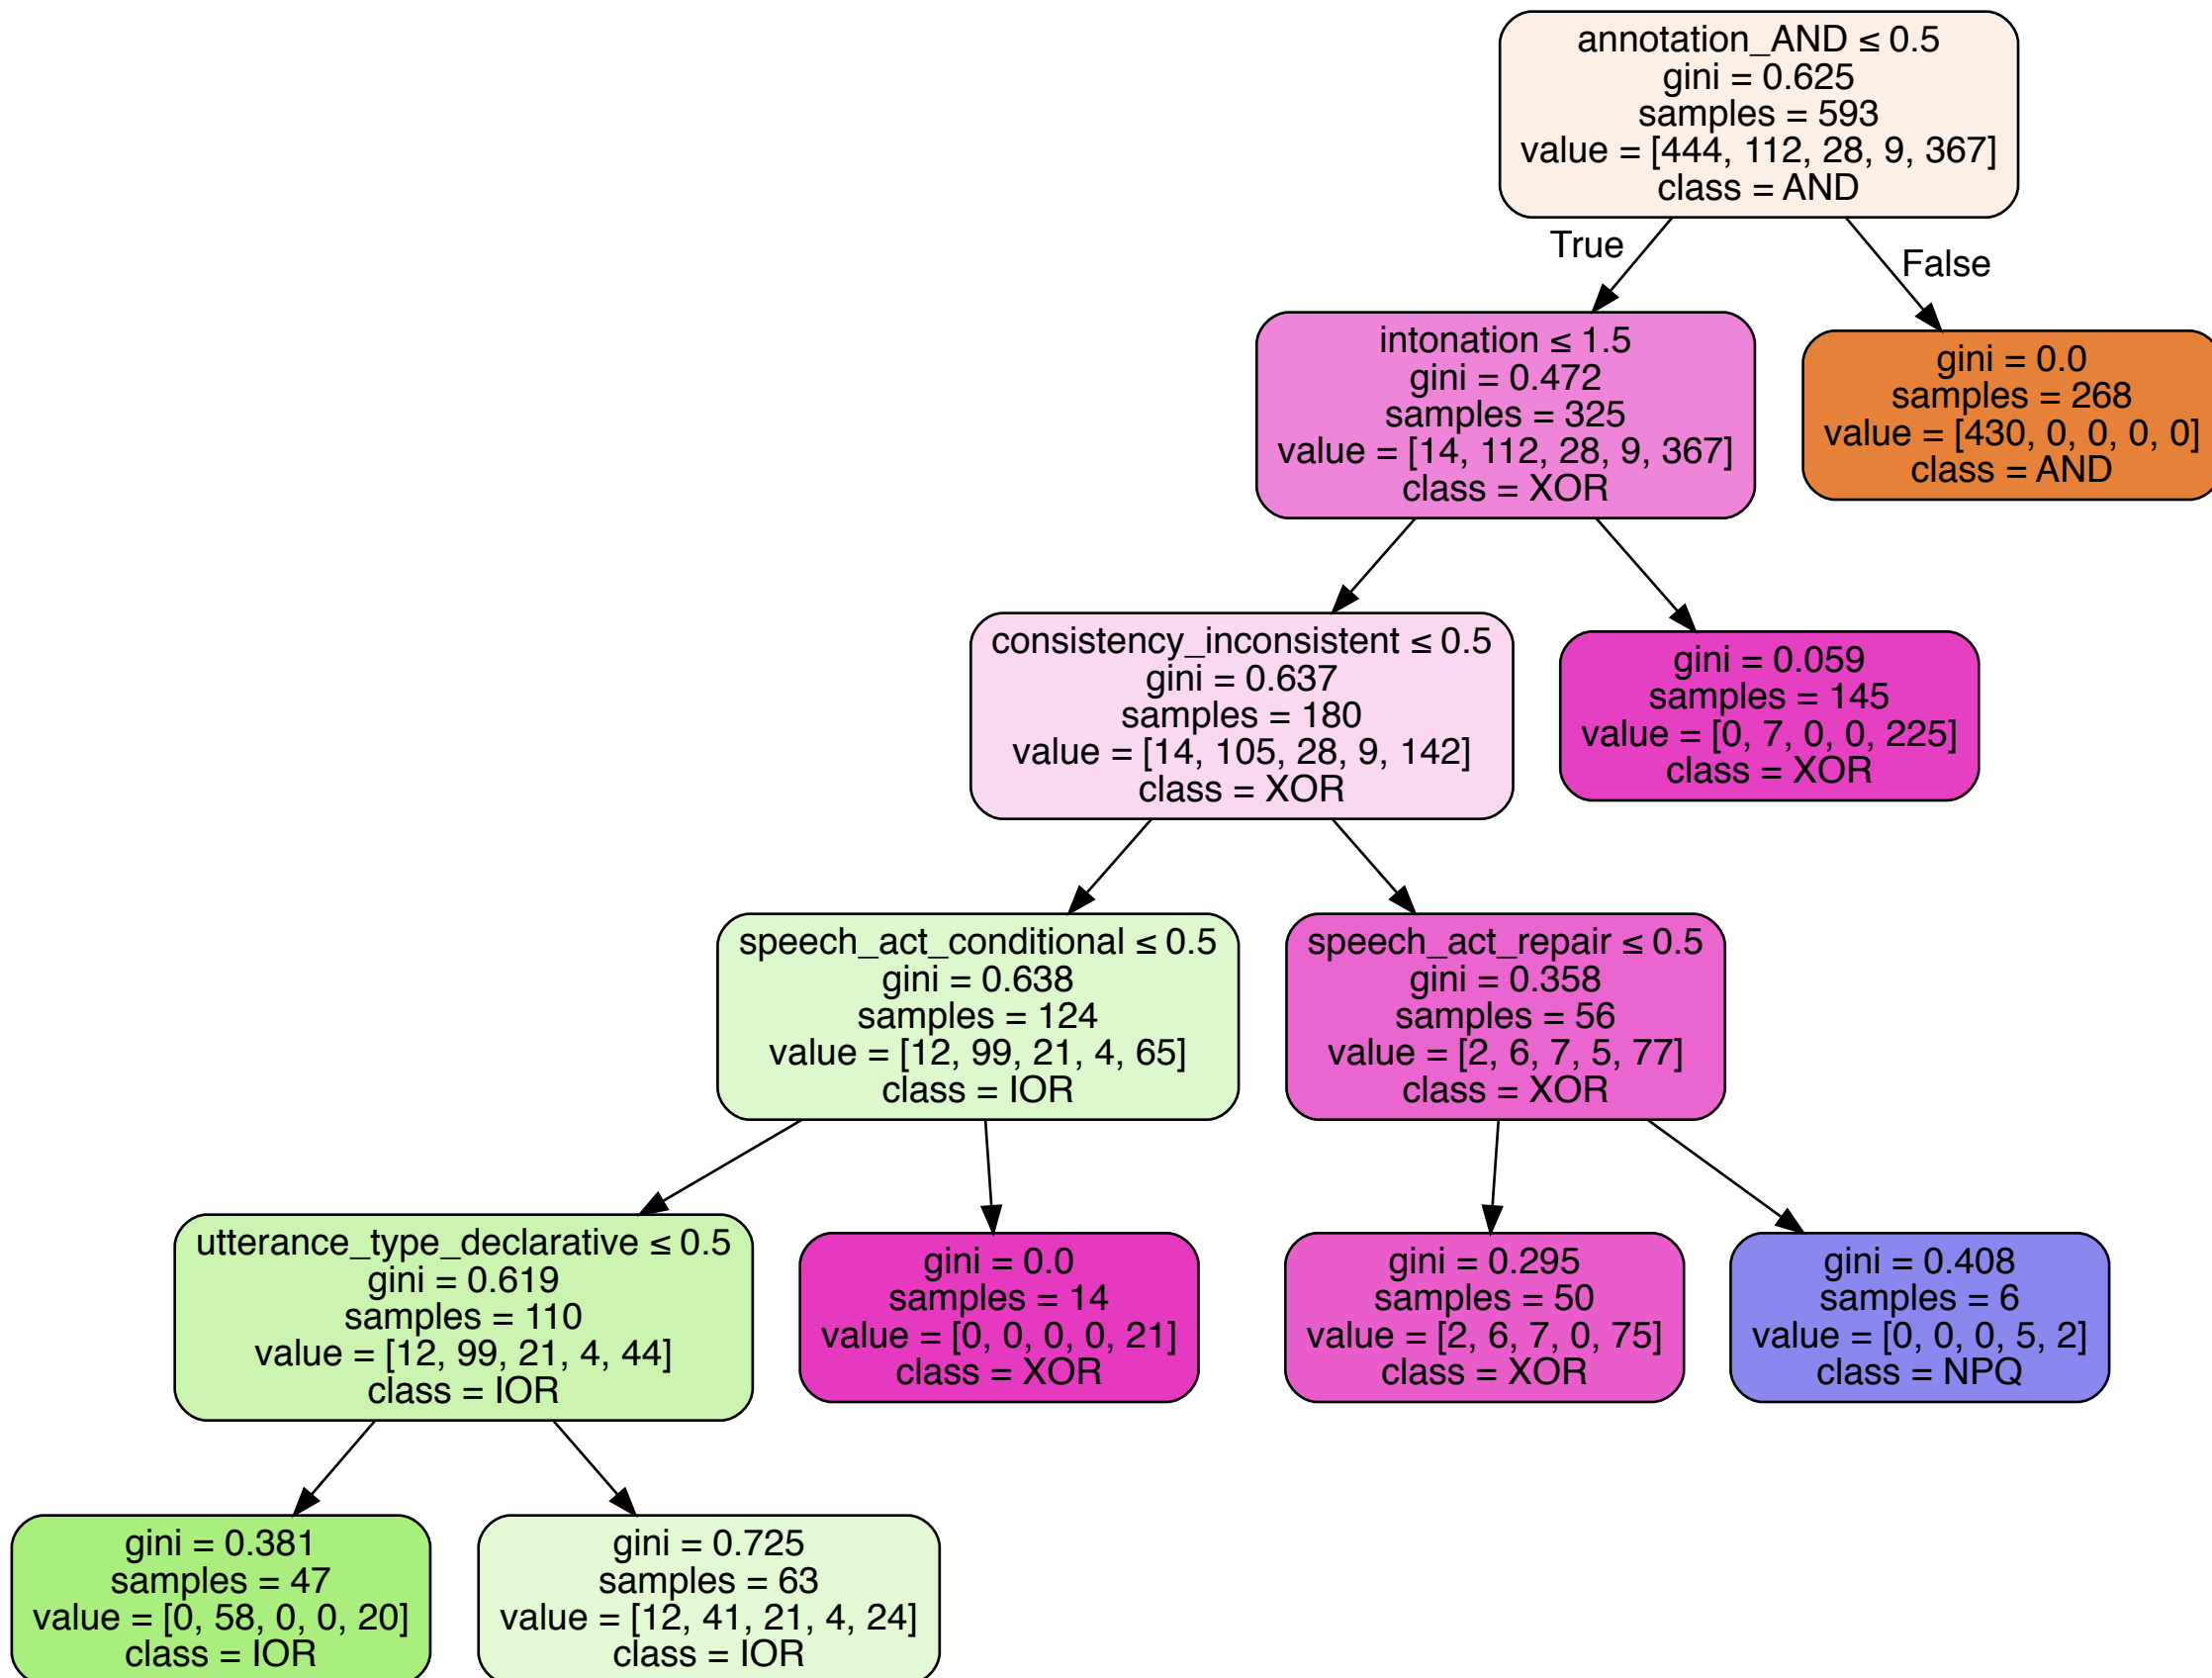 annotation_AND ≤ 0.5
gini = 0.625
samples = 593
value = [444, 112, 28, 9, 367]
class = AND
True
False
intonation ≤ 1.5
gini = 0.472
samples = 325
value = [14, 112, 28, 9, 367]
class = XOR
gini = 0.0
samples = 268
value = [430, 0, 0, 0, 0]
class = AND
consistency_inconsistent ≤ 0.5
gini = 0.637
samples = 180
value = [14, 105, 28, 9, 142]
class = XOR
gini = 0.059
samples = 145
value = [0, 7, 0, 0, 225]
class = XOR
speech_act_conditional ≤ 0.5
gini = 0.638
samples = 124
value = [12, 99, 21, 4, 65]
class = IOR
speech_act_repair ≤ 0.5
gini = 0.358
samples = 56
value = [2, 6, 7, 5, 77]
class = XOR
utterance_type_declarative ≤ 0.5
gini = 0.619
samples = 110
value = [12, 99, 21, 4, 44]
class = IOR
gini = 0.0
samples = 14
value = [0, 0, 0, 0, 21]
class = XOR
gini = 0.295
samples = 50
value = [2, 6, 7, 0, 75]
class = XOR
gini = 0.408
samples = 6
value = [0, 0, 0, 5, 2]
class = NPQ
gini = 0.381
samples = 47
value = [0, 58, 0, 0, 20]
class = IOR
gini = 0.725
samples = 63
value = [12, 41, 21, 4, 24]
class = IOR